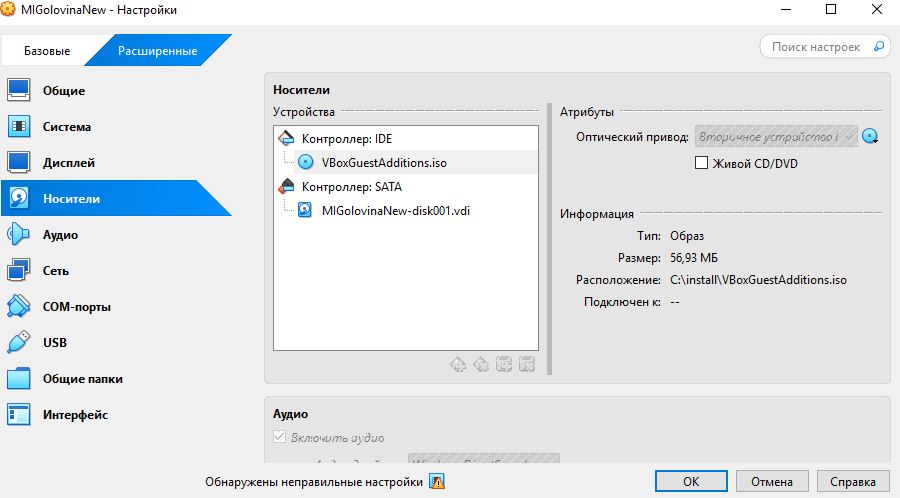 MIGolovinaNew - Настройки
Базовые
Расширенные
Поиск настроек
Общие
Система
Дисплей
Носители
Аудио
Сеть
COM-порты
USB
Общие папки
Интерфейс
Носители
Устройства
Контроллер: IDE
VBoxGuestAdditions.iso
Контроллер: SATA
MIGolovinaNew-disk001.vdi
Атрибуты
Оптический привод: Вторичное устройство
Живой CD/DVD
Информация
Тип: Образ
Размер: 56,93 МБ
Расположение: C:\install\VBoxGuestAdditions.iso
Подключен к: --
Аудио
Включить аудио
Обнаружены неправильные настройки
OK
Отмена
Справка